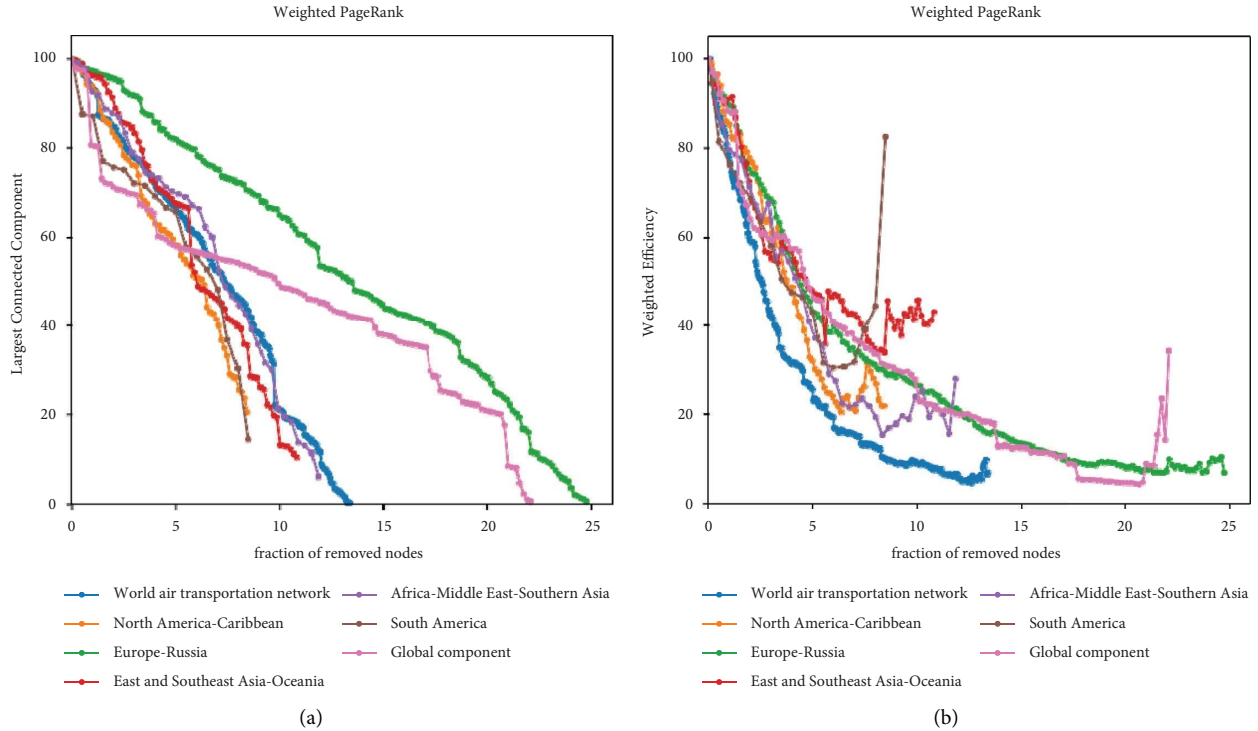 Weighted PageRank
100
80
60
40
20
0
Largest Connected Component
0 5 10 15 20 25
fraction of removed nodes
World air transportation network
North America-Caribbean
Europe-Russia
East and Southeast Asia-Oceania
Africa-Middle East-Southern Asia
South America
Global component
(a)
Weighted PageRank
100
80
60
40
20
0
Weighted Efficiency
0 5 10 15 20 25
fraction of removed nodes
World air transportation network
North America-Caribbean
Europe-Russia
East and Southeast Asia-Oceania
Africa-Middle East-Southern Asia
South America
Global component
(b)